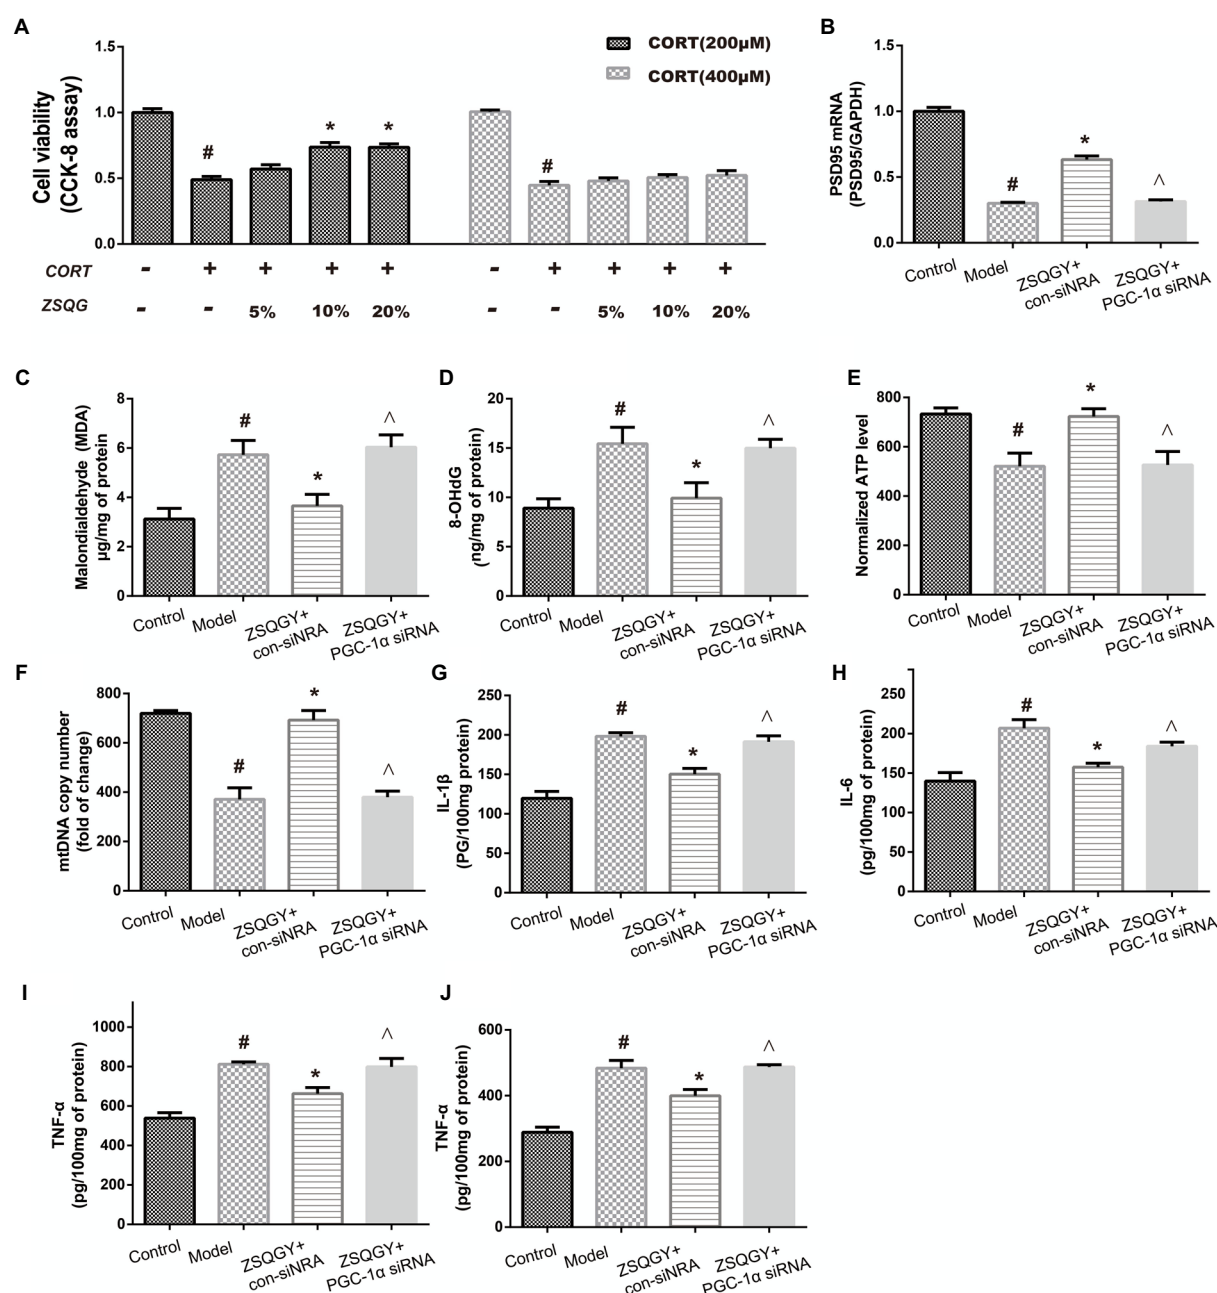 A
Cell viability
(CCK-8 assay)
1.5
1.0
0.5
0.0
CORT(200μM)
CORT(400μM)
#
*
*
#
CORT - + + + + - + + + +
ZSQG - - 5% 10% 20% - - 5% 10% 20%
B
PSD95 mRNA
(PSD95/GAPDH)
1.5
1.0
0.5
0.0
#
*
^
Control
Model
ZSQGY+
con-siNRA
ZSQGY+
PGC-1α siRNA
C
Malondialdehyde (MDA)
μg/mg of protein
8
6
4
2
0
#
*
^
Control
Model
ZSQGY+
con-siNRA
ZSQGY+
PGC-1α siRNA
D
8-OHdG
(ng/mg of protein)
20
15
10
5
0
#
*
^
Control
Model
ZSQGY+
con-siNRA
ZSQGY+
PGC-1α siRNA
E
Normalized ATP level
800
600
400
200
0
#
*
^
Control
Model
ZSQGY+
con-siNRA
ZSQGY+
PGC-1α siRNA
F
mtDNA copy number
(fold of change)
800
600
400
200
0
#
*
^
Control
Model
ZSQGY+
con-siNRA
ZSQGY+
PGC-1α siRNA
G
IL-1β
(PG/100mg protein)
250
200
150
100
50
0
#
*
^
Control
Model
ZSQGY+
con-siNRA
ZSQGY+
PGC-1α siRNA
H
IL-6
(pg/100mg of protein)
250
200
150
100
50
0
#
*
^
Control
Model
ZSQGY+
con-siNRA
ZSQGY+
PGC-1α siRNA
I
TNF-α
(pg/100mg of protein)
1000
800
600
400
200
0
#
*
^
Control
Model
ZSQGY+
con-siNRA
ZSQGY+
PGC-1α siRNA
J
TNF-α
(pg/100mg of protein)
600
400
200
0
#
*
^
Control
Model
ZSQGY+
con-siNRA
ZSQGY+
PGC-1α siRNA